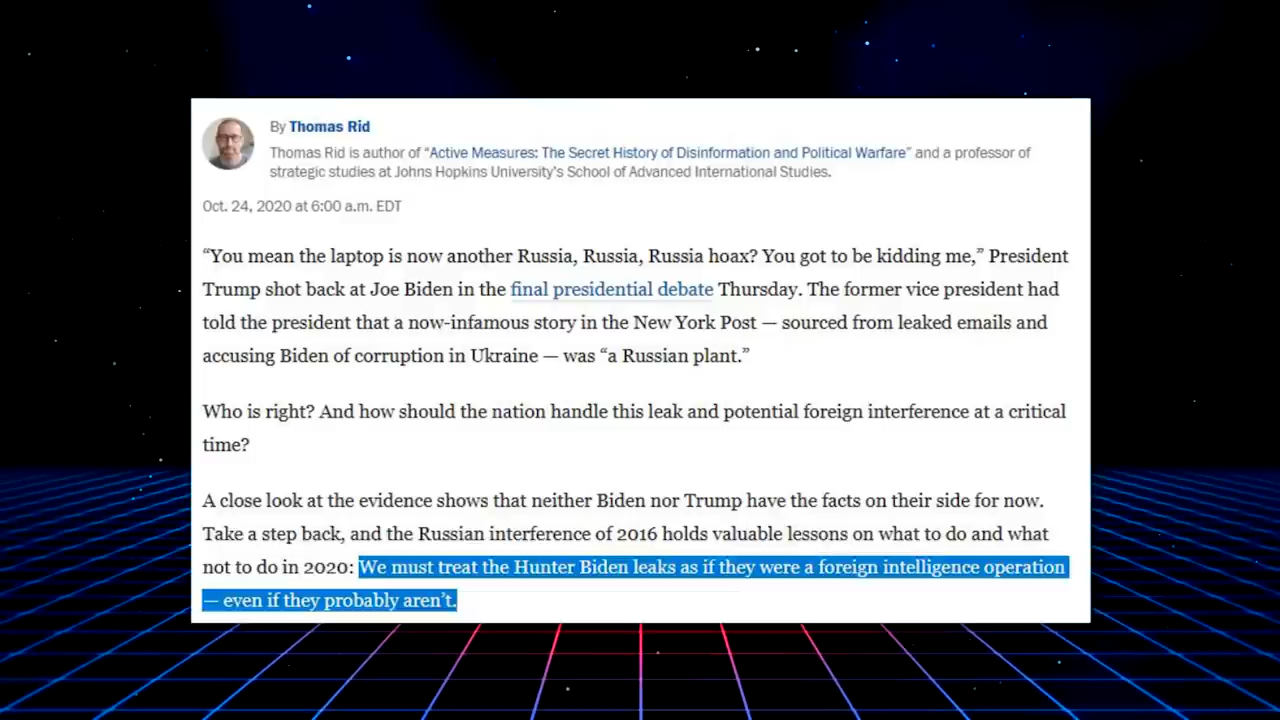 By Thomas Rid
Thomas Rid is author of “Active Measures: The Secret History of Disinformation and Political Warfare” and a professor of
strategic studies at Johns Hopkins University’s School of Advanced International Studies.
Oct. 24, 2020 at 6:00 a.m. EDT
“You mean the laptop is now another Russia, Russia, Russia hoax? You got to be kidding me,” President
Trump shot back at Joe Biden in the final presidential debate Thursday. The former vice president had
told the president that a now-infamous story in the New York Post — sourced from leaked emails and
accusing Biden of corruption in Ukraine — was “a Russian plant.”
Who is right? And how should the nation handle this leak and potential foreign interference at a critical
time?
A close look at the evidence shows that neither Biden nor Trump have the facts on their side for now.
Take a step back, and the Russian interference of 2016 holds valuable lessons on what to do and what
not to do in 2020: We must treat the Hunter Biden leaks as if they were a foreign intelligence operation
— even if they probably aren’t.